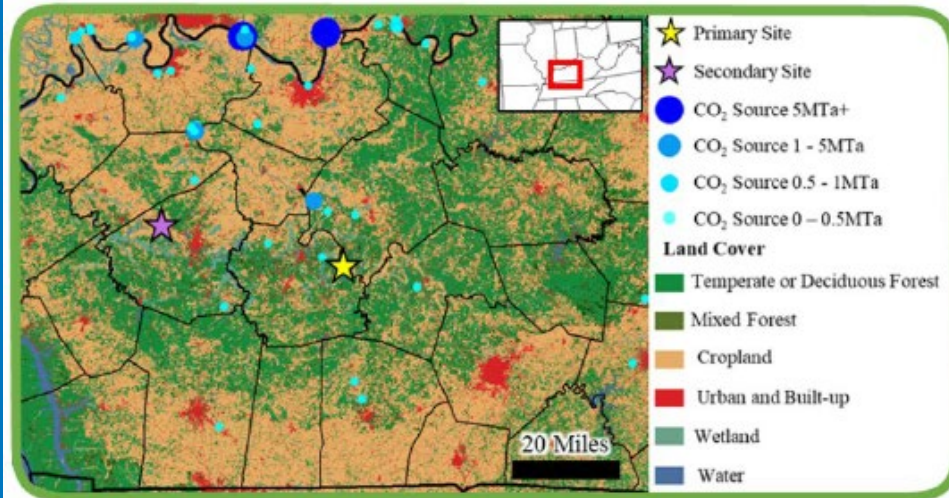 Primary Site
Secondary Site
CO₂ Source 5MTa+
CO₂ Source 1 - 5MTa
CO₂ Source 0.5 - 1MTa
CO₂ Source 0 – 0.5MTa
Land Cover
Temperate or Deciduous Forest
Mixed Forest
Cropland
Urban and Built-up
Wetland
Water
20 Miles